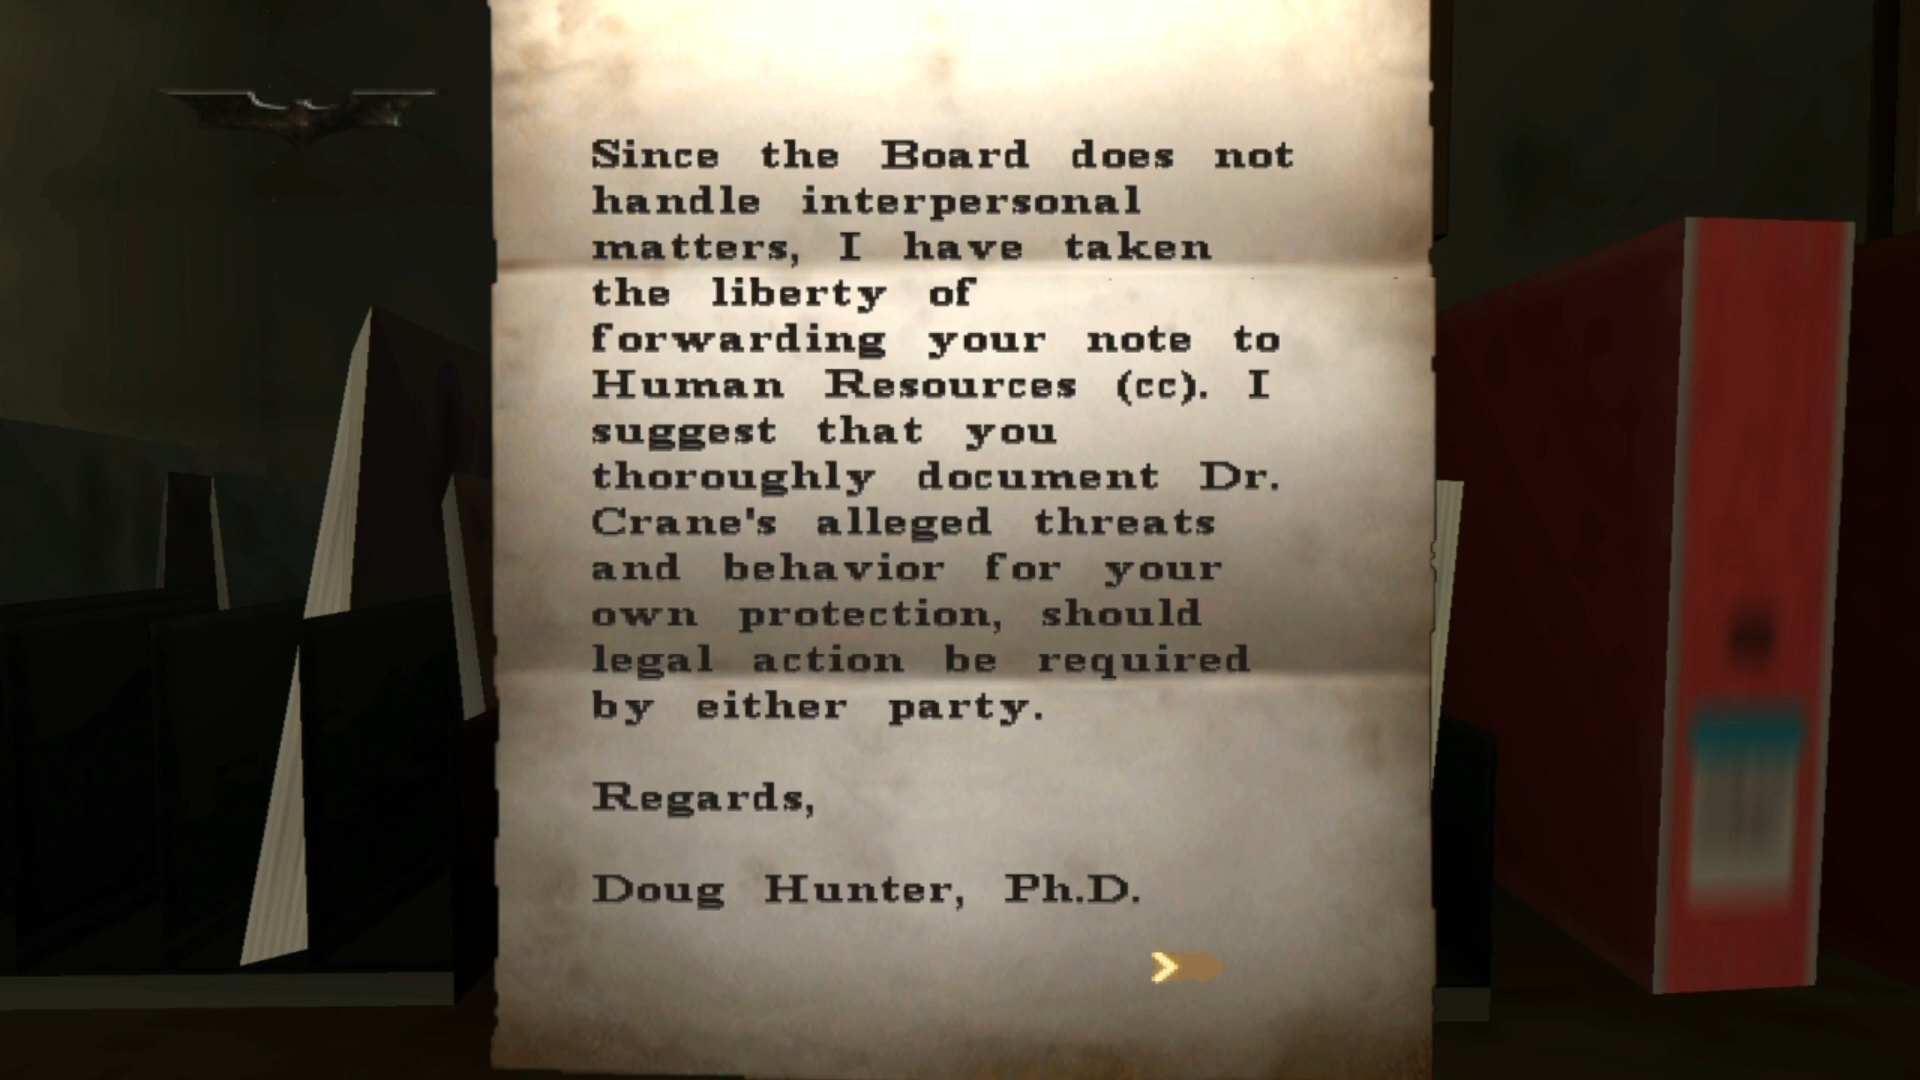 Since the Board does not
handle interpersonal
matters, I have taken
the liberty of
forwarding your note to
Human Resources (cc). I
suggest that you
thoroughly document Dr.
Crane's alleged threats
and behavior for your
own protection, should
legal action be required
by either party.
Regards,
Doug Hunter, Ph.D.